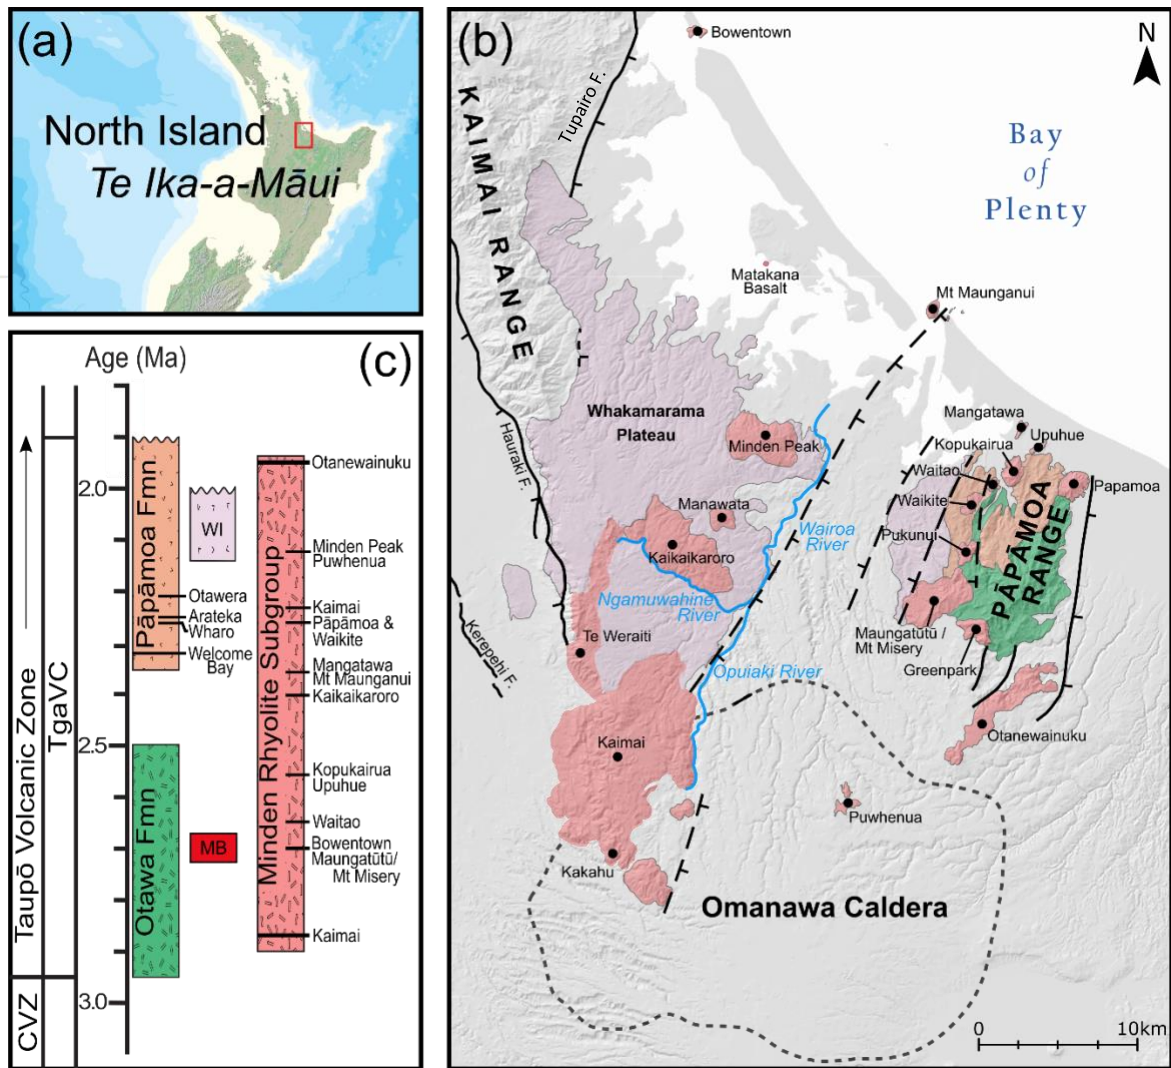 (a)
North Island
Te Ika-a-Māui
(b)
N
Bowentown
Tupairo F.
KAIMAI RANGE
Bay
of
Plenty
Matakana
Basalt
Mt Maunganui
Whakamarama
Plateau
Hauraki F.
Minden Peak
Mangatawa
Kopukairua
Upuhue
Waitao
Papamoa
Waikite
Manawata
Pukunui
PĀPĀMOA
RANGE
Wairoa
River
Kaikaikaroro
Ngamuwahine
River
Te Weraiti
Maungatūtū /
Mt Misery
Kerepehi F.
Greenpark
Opuiaki River
Otanewainuku
Kaimai
Puwhenua
Kakahu
Omanawa Caldera
0
10km
(c)
Age (Ma)
Taupō Volcanic Zone
TgaVC
CVZ
2.0
2.5
3.0
Pāpāmoa Fmn
Otawera
Arateka
Wharo
Welcome
Bay
Otawa Fmn
WI
MB
Minden Rhyolite Subgroup
Otanewainuku
Minden Peak
Puwhenua
Kaimai
Pāpāmoa &
Waikite
Mangatawa
Mt Maunganui
Kaikaikaroro
Kopukairua
Upuhue
Waitao
Bowentown
Maungatūtū/
Mt Misery
Kaimai